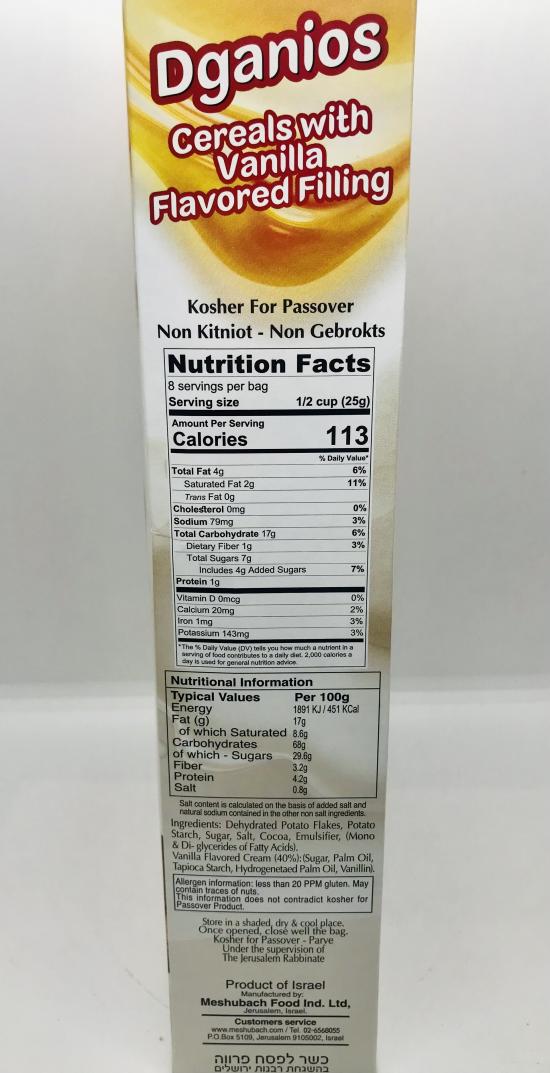 Dganios
Cereals with
Vanilla
Flavored Filling
Kosher For Passover
Non Kitniot - Non Gebrokts
Nutrition Facts
8 servings per bag
Serving size 1/2 cup (25g)
Amount Per Serving
Calories 113
% Daily Value*
Total Fat 4g 6%
Saturated Fat 2g 11%
Trans Fat 0g
Cholesterol 0mg 0%
Sodium 79mg 3%
Total Carbohydrate 17g 6%
Dietary Fiber 1g 3%
Total Sugars 7g
Includes 4g Added Sugars 7%
Protein 1g
Vitamin D 0mcg 0%
Calcium 20mg 2%
Iron 1mg 3%
Potassium 143mg 3%
*The % Daily Value (DV) tells you how much a nutrient in a
serving of food contributes to a daily diet. 2,000 calories a
day is used for general nutrition advice.
Nutritional Information
Typical Values Per 100g
Energy 1891 KJ / 451 KCal
Fat (g) 17g
of which Saturated 8.6g
Carbohydrates 68g
of which - Sugars 29.6g
Fiber 3.2g
Protein 4.2g
Salt 0.8g
Salt content is calculated on the basis of added salt and
natural sodium contained in the other non salt ingredients.
Ingredients: Dehydrated Potato Flakes, Potato
Starch, Sugar, Salt, Cocoa, Emulsifier, (Mono
& Di- glycerides of Fatty Acids).
Vanilla Flavored Cream (40%):(Sugar, Palm Oil,
Tapioca Starch, Hydrogenetaed Palm Oil, Vanillin).
Allergen information: less than 20 PPM gluten. May
contain traces of nuts.
This information does not contradict kosher for
Passover Product.
Store in a shaded, dry & cool place.
Once opened, close well the bag.
Kosher for Passover - Parve
Under the supervision of
The Jerusalem Rabbinate
Product of Israel
Manufactured by:
Meshubach Food Ind. Ltd,
Jerusalem, Israel.
Customers service
www.meshubach.com / Tel. 02-6568055
P.O.Box 5109, Jerusalem 9105002, Israel
כשר לפסח פרווה
בהשגחת רבנות ירושלים